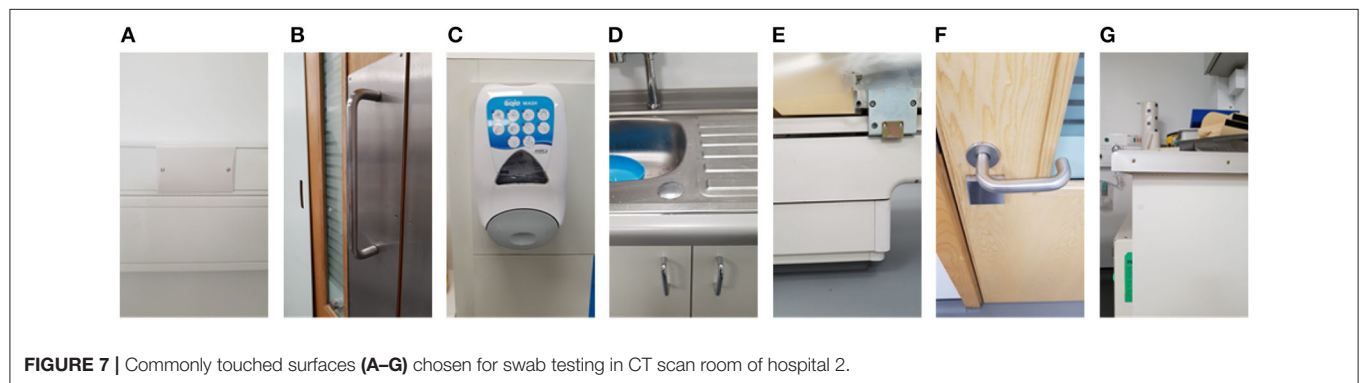 A B C D E F G
GOJO WASH
FIGURE 7 | Commonly touched surfaces (A–G) chosen for swab testing in CT scan room of hospital 2.